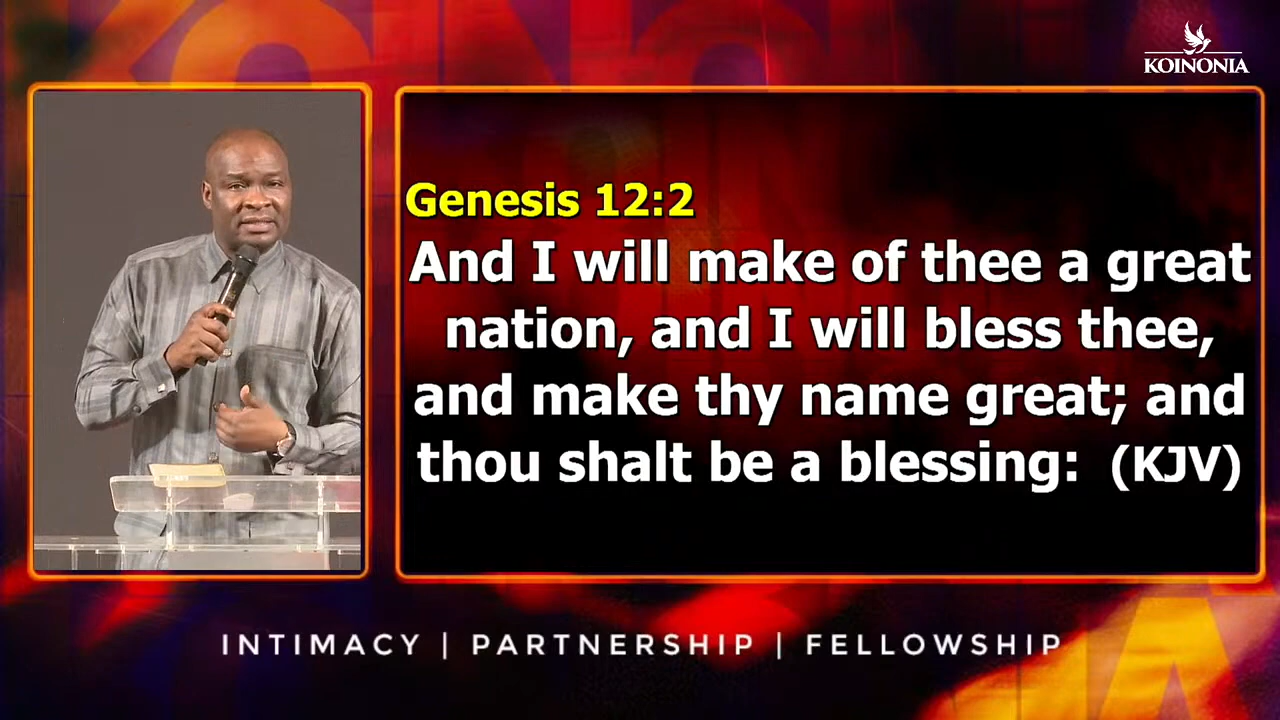 KOINONIA
Genesis 12:2
And I will make of thee a great
nation, and I will bless thee,
and make thy name great; and
thou shalt be a blessing: (KJV)
INTIMACY | PARTNERSHIP | FELLOWSHIP